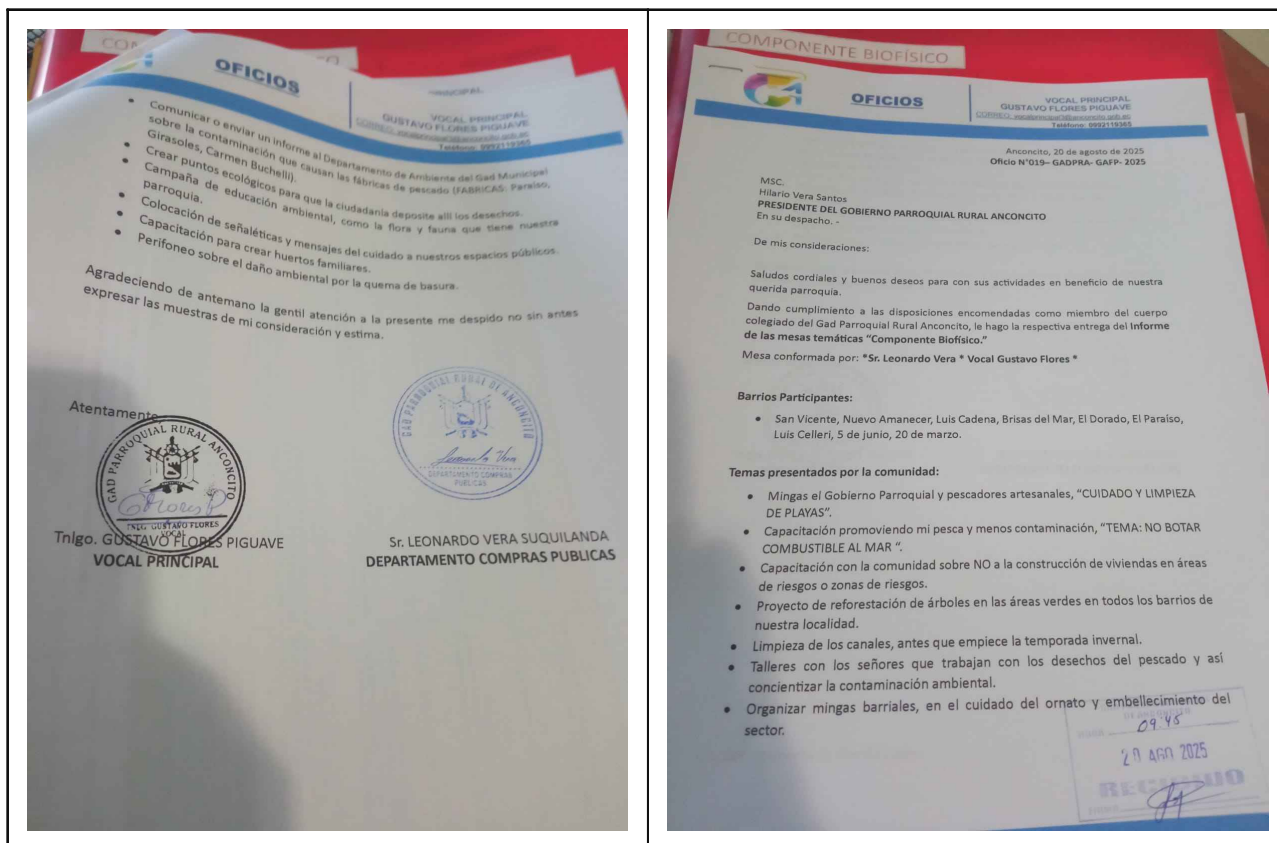 OFICIOS
PRINCIPAL
VOCAL PRINCIPAL
GUSTAVO FLORES PIGUAVE
Teléfono: 0992119365
• Comunicar o enviar un informe al Departamento de Ambiente del Gad Municipal
sobre la contaminación que causan las fábricas de pescado (FABRICAS: Paraíso,
Girasoles, Carmen Buchelli).
• Crear puntos ecológicos para que la ciudadanía deposite allí los desechos.
• Campaña de educación ambiental, como la flora y fauna que tiene nuestra
parroquia.
• Colocación de señaléticas y mensajes del cuidado a nuestros espacios públicos.
• Capacitación para crear huertos familiares.
• Perifoneo sobre el daño ambiental por la quema de basura.
Agradeciendo de antemano la gentil atención a la presente me despido no sin antes
expresar las muestras de mi consideración y estima.
Atentamente
GAD PARROQUIAL RURAL ANCONCITO
TNLG. GUSTAVO FLORES
VOCAL
Tnlgo. GUSTAVO FLORES PIGUAVE
VOCAL PRINCIPAL
GAD PARROQUIAL RURAL DE ANCONCITO
Leonardo Vera
DEPARTAMENTO COMPRAS
PUBLICAS
Sr. LEONARDO VERA SUQUILANDA
DEPARTAMENTO COMPRAS PUBLICAS
COMPONENTE BIOFÍSICO
OFICIOS
VOCAL PRINCIPAL
GUSTAVO FLORES PIGUAVE
Teléfono: 0992119365
Anconcito, 20 de agosto de 2025
Oficio N°019– GADPRA- GAFP- 2025
MSC.
Hilario Vera Santos
PRESIDENTE DEL GOBIERNO PARROQUIAL RURAL ANCONCITO
En su despacho. -
De mis consideraciones:
Saludos cordiales y buenos deseos para con sus actividades en beneficio de nuestra
querida parroquia.
Dando cumplimiento a las disposiciones encomendadas como miembro del cuerpo
colegiado del Gad Parroquial Rural Anconcito, le hago la respectiva entrega del Informe
de las mesas temáticas “Componente Biofísico.”
Mesa conformada por: *Sr. Leonardo Vera * Vocal Gustavo Flores *
Barrios Participantes:
• San Vicente, Nuevo Amanecer, Luis Cadena, Brisas del Mar, El Dorado, El Paraíso,
Luis Celleri, 5 de junio, 20 de marzo.
Temas presentados por la comunidad:
• Mingas el Gobierno Parroquial y pescadores artesanales, “CUIDADO Y LIMPIEZA
DE PLAYAS”.
• Capacitación promoviendo mi pesca y menos contaminación, “TEMA: NO BOTAR
COMBUSTIBLE AL MAR ”.
• Capacitación con la comunidad sobre NO a la construcción de viviendas en áreas
de riesgos o zonas de riesgos.
• Proyecto de reforestación de árboles en las áreas verdes en todos los barrios de
nuestra localidad.
• Limpieza de los canales, antes que empiece la temporada invernal.
• Talleres con los señores que trabajan con los desechos del pescado y así
concientizar la contaminación ambiental.
• Organizar mingas barriales, en el cuidado del ornato y embellecimiento del
sector.
09:45
20 AGO 2025
RECIBIDO